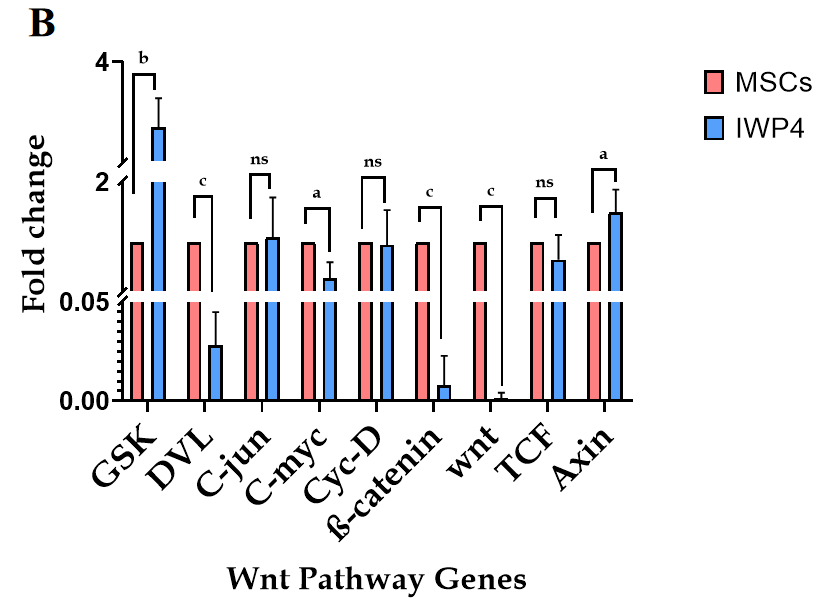 B
4
2
0.05
0.00
Fold change
b
c
ns
a
ns
c
c
ns
a
MSCs
IWP4
GSK
DVL
C-jun
C-myc
Cyc-D
ß-catenin
wnt
TCF
Axin
Wnt Pathway Genes